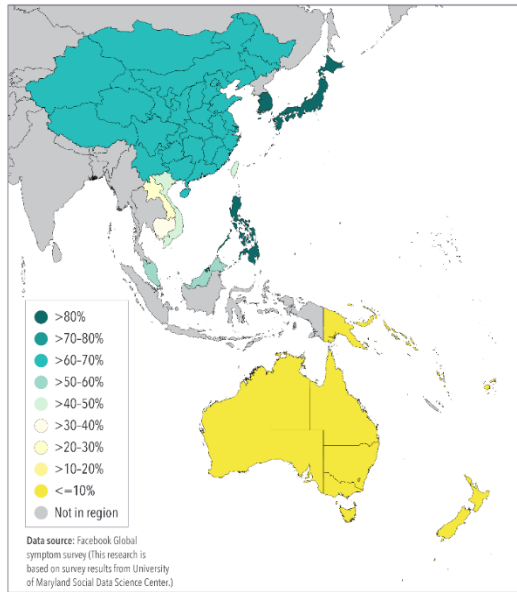 >80%
>70–80%
>60–70%
>50–60%
>40–50%
>30–40%
>20–30%
>10–20%
<=10%
Not in region
Data source: Facebook Global
symptom survey (This research is
based on survey results from University
of Maryland Social Data Science Center.)